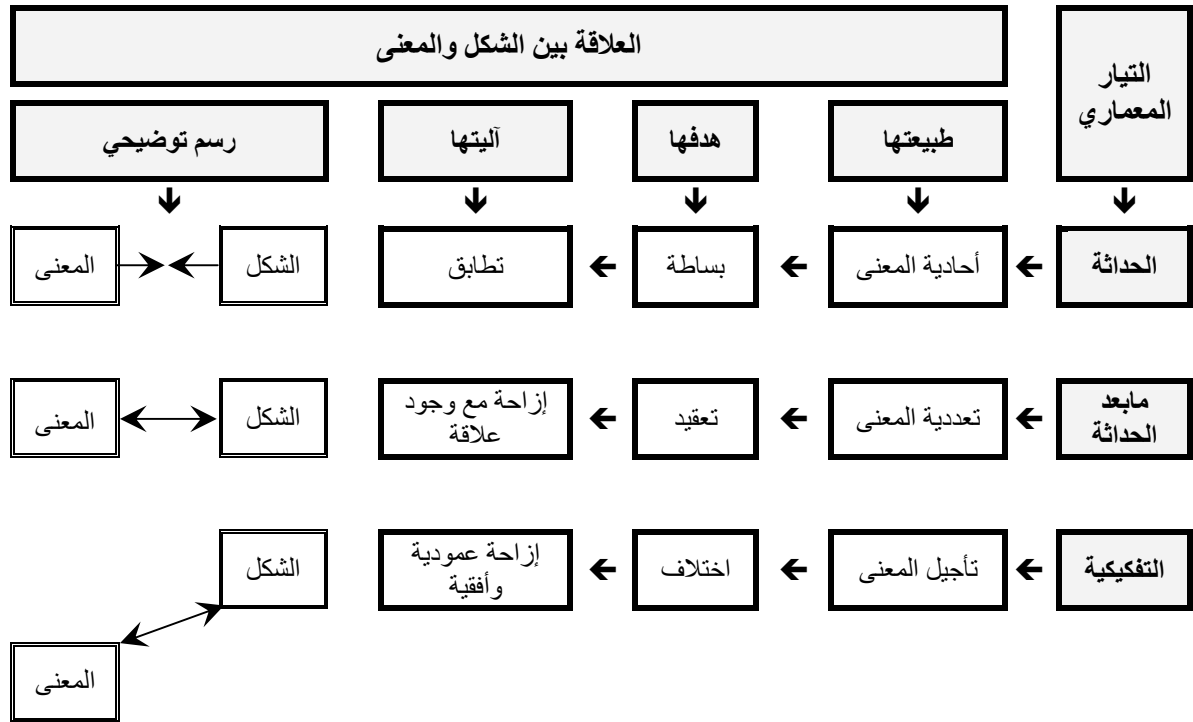 العلاقة بين الشكل والمعنى
التيار
المعماري
طبيعتها
هدفها
آليتها
رسم توضيحي
الحداثة
أحادية المعنى
بساطة
تطابق
الشكل
المعنى
مابعد
الحداثة
تعددية المعنى
تعقيد
إزاحة مع وجود
علاقة
الشكل
المعنى
التفكيكية
تأجيل المعنى
اختلاف
إزاحة عمودية
وأفقية
الشكل
المعنى